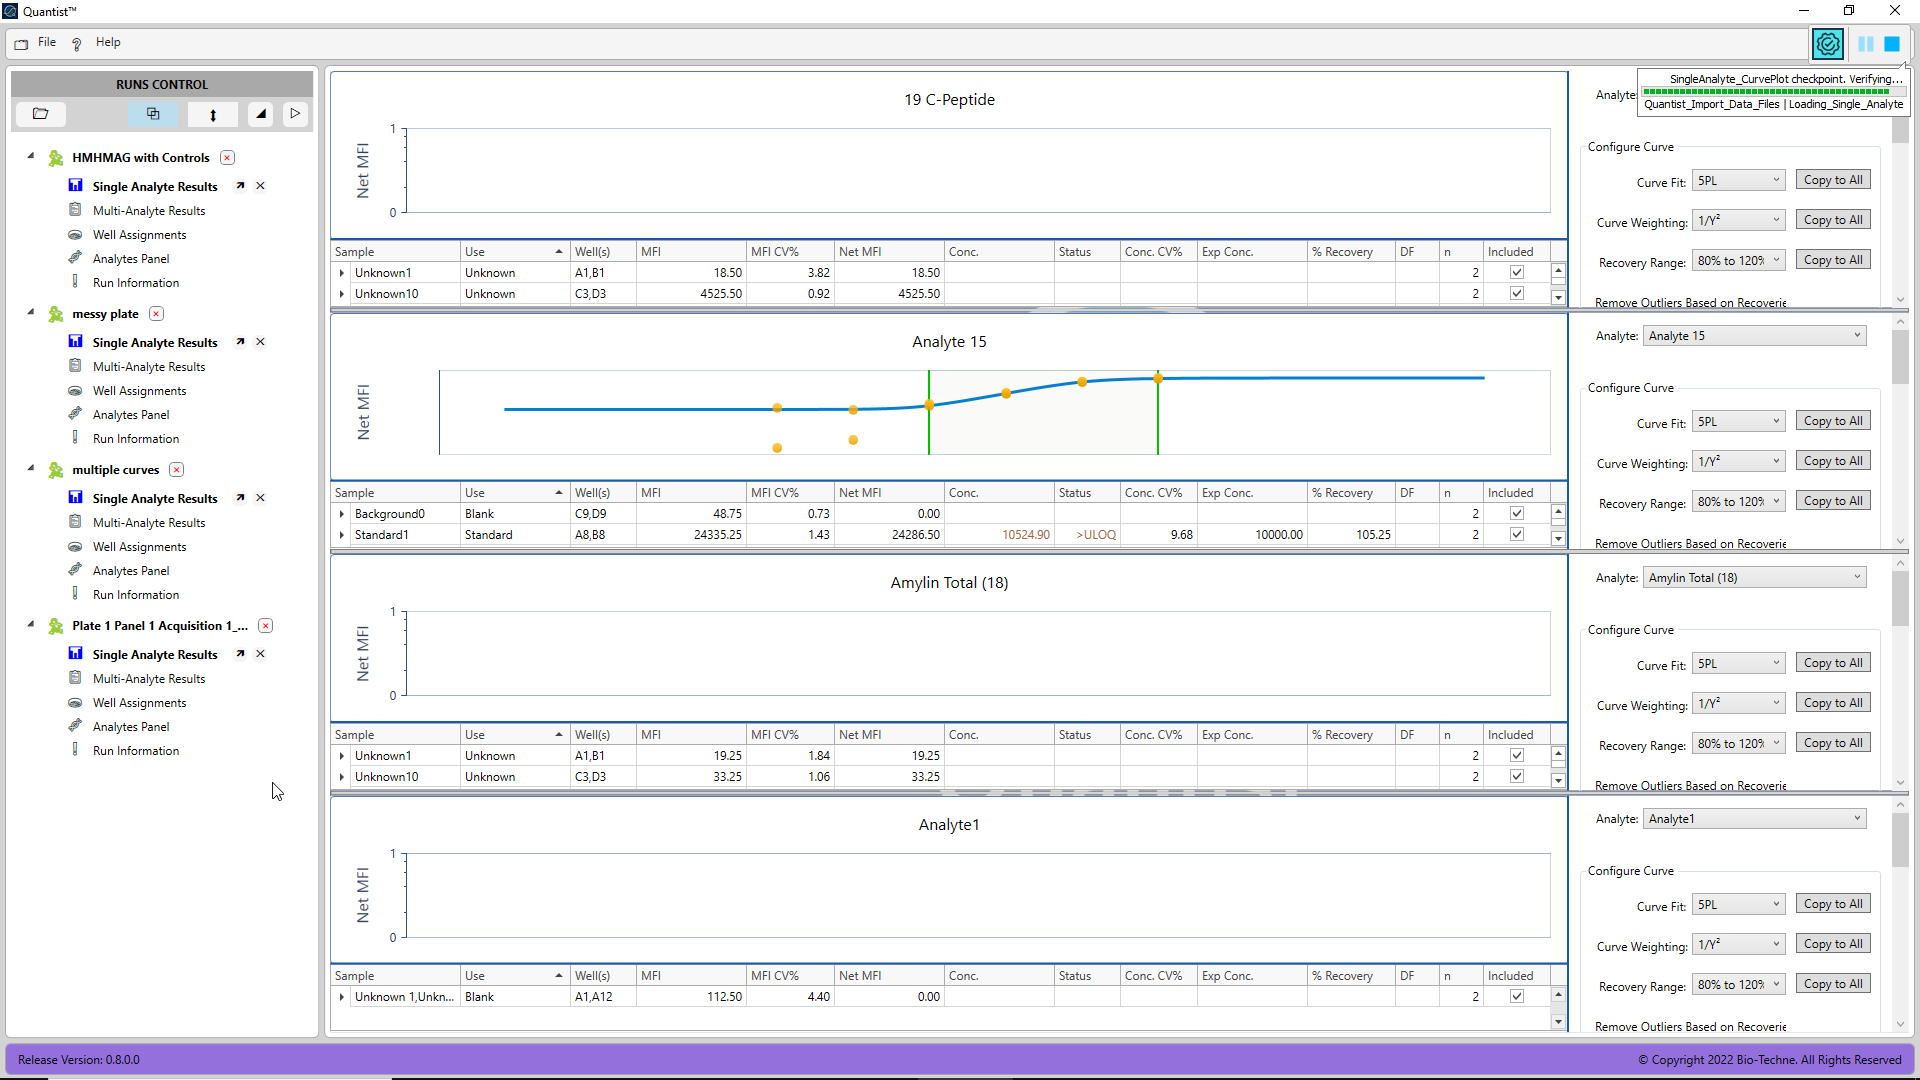 Quantist™
File
Help
SingleAnalyte_CurvePlot checkpoint. Verifying...
Quantist_Import_Data_Files | Loading_Single_Analyte
RUNS CONTROL
HMHMAG with Controls
Single Analyte Results
Multi-Analyte Results
Well Assignments
Analytes Panel
Run Information
messy plate
Single Analyte Results
Multi-Analyte Results
Well Assignments
Analytes Panel
Run Information
multiple curves
Single Analyte Results
Multi-Analyte Results
Well Assignments
Analytes Panel
Run Information
Plate 1 Panel 1 Acquisition 1_...
Single Analyte Results
Multi-Analyte Results
Well Assignments
Analytes Panel
Run Information
19 C-Peptide
Net MFI
1
0
Sample Use Well(s) MFI MFI CV% Net MFI Conc. Status Conc. CV% Exp Conc. % Recovery DF n Included
Unknown1 Unknown A1,B1 18.50 3.82 18.50 2
Unknown10 Unknown C3,D3 4525.50 0.92 4525.50 2
Analyte:
Configure Curve
Curve Fit: 5PL Copy to All
Curve Weighting: 1/Y² Copy to All
Recovery Range: 80% to 120% Copy to All
Remove Outliers Based on Recoverie
Analyte 15
Net MFI
Sample Use Well(s) MFI MFI CV% Net MFI Conc. Status Conc. CV% Exp Conc. % Recovery DF n Included
Background0 Blank C9,D9 48.75 0.73 0.00 2
Standard1 Standard A8,B8 24335.25 1.43 24286.50 10524.90 >ULOQ 9.68 10000.00 105.25 2
Analyte: Analyte 15
Configure Curve
Curve Fit: 5PL Copy to All
Curve Weighting: 1/Y² Copy to All
Recovery Range: 80% to 120% Copy to All
Remove Outliers Based on Recoverie
Amylin Total (18)
Net MFI
1
0
Sample Use Well(s) MFI MFI CV% Net MFI Conc. Status Conc. CV% Exp Conc. % Recovery DF n Included
Unknown1 Unknown A1,B1 19.25 1.84 19.25 2
Unknown10 Unknown C3,D3 33.25 1.06 33.25 2
Analyte: Amylin Total (18)
Configure Curve
Curve Fit: 5PL Copy to All
Curve Weighting: 1/Y² Copy to All
Recovery Range: 80% to 120% Copy to All
Remove Outliers Based on Recoverie
Analyte1
Net MFI
1
0
Sample Use Well(s) MFI MFI CV% Net MFI Conc. Status Conc. CV% Exp Conc. % Recovery DF n Included
Unknown 1,Unkn... Blank A1,A12 112.50 4.40 0.00 2
Analyte: Analyte1
Configure Curve
Curve Fit: 5PL Copy to All
Curve Weighting: 1/Y² Copy to All
Recovery Range: 80% to 120% Copy to All
Remove Outliers Based on Recoverie
Release Version: 0.8.0.0
© Copyright 2022 Bio-Techne. All Rights Reserved